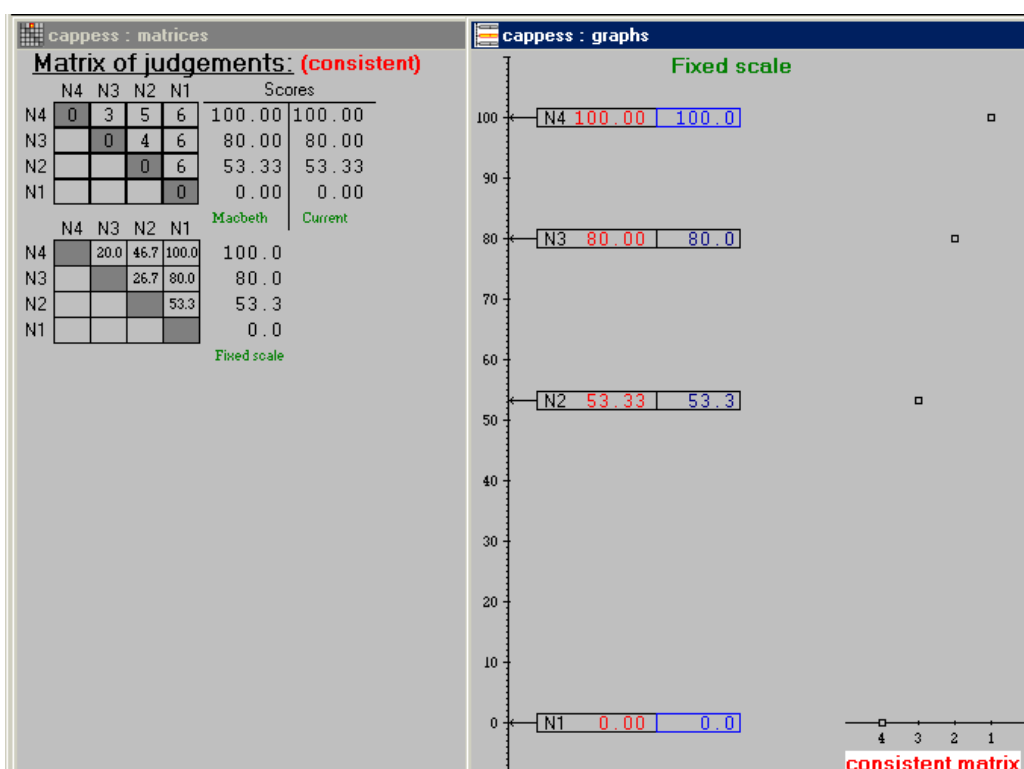 cappess : matrices
Matrix of judgements: (consistent)
N4 N3 N2 N1 Scores
N4 0 3 5 6 100.00 100.00
N3 0 4 6 80.00 80.00
N2 0 6 53.33 53.33
N1 0 0.00 0.00
Macbeth Current
N4 N3 N2 N1
N4 20.0 46.7 100.0 100.0
N3 26.7 80.0 80.0
N2 53.3 53.3
N1 0.0
Fixed scale
cappess : graphs
Fixed scale
100 N4 100.00 100.0
90
80 N3 80.00 80.0
70
60
N2 53.33 53.3
50
40
30
20
10
0 N1 0.00 0.0
4 3 2 1
consistent matrix